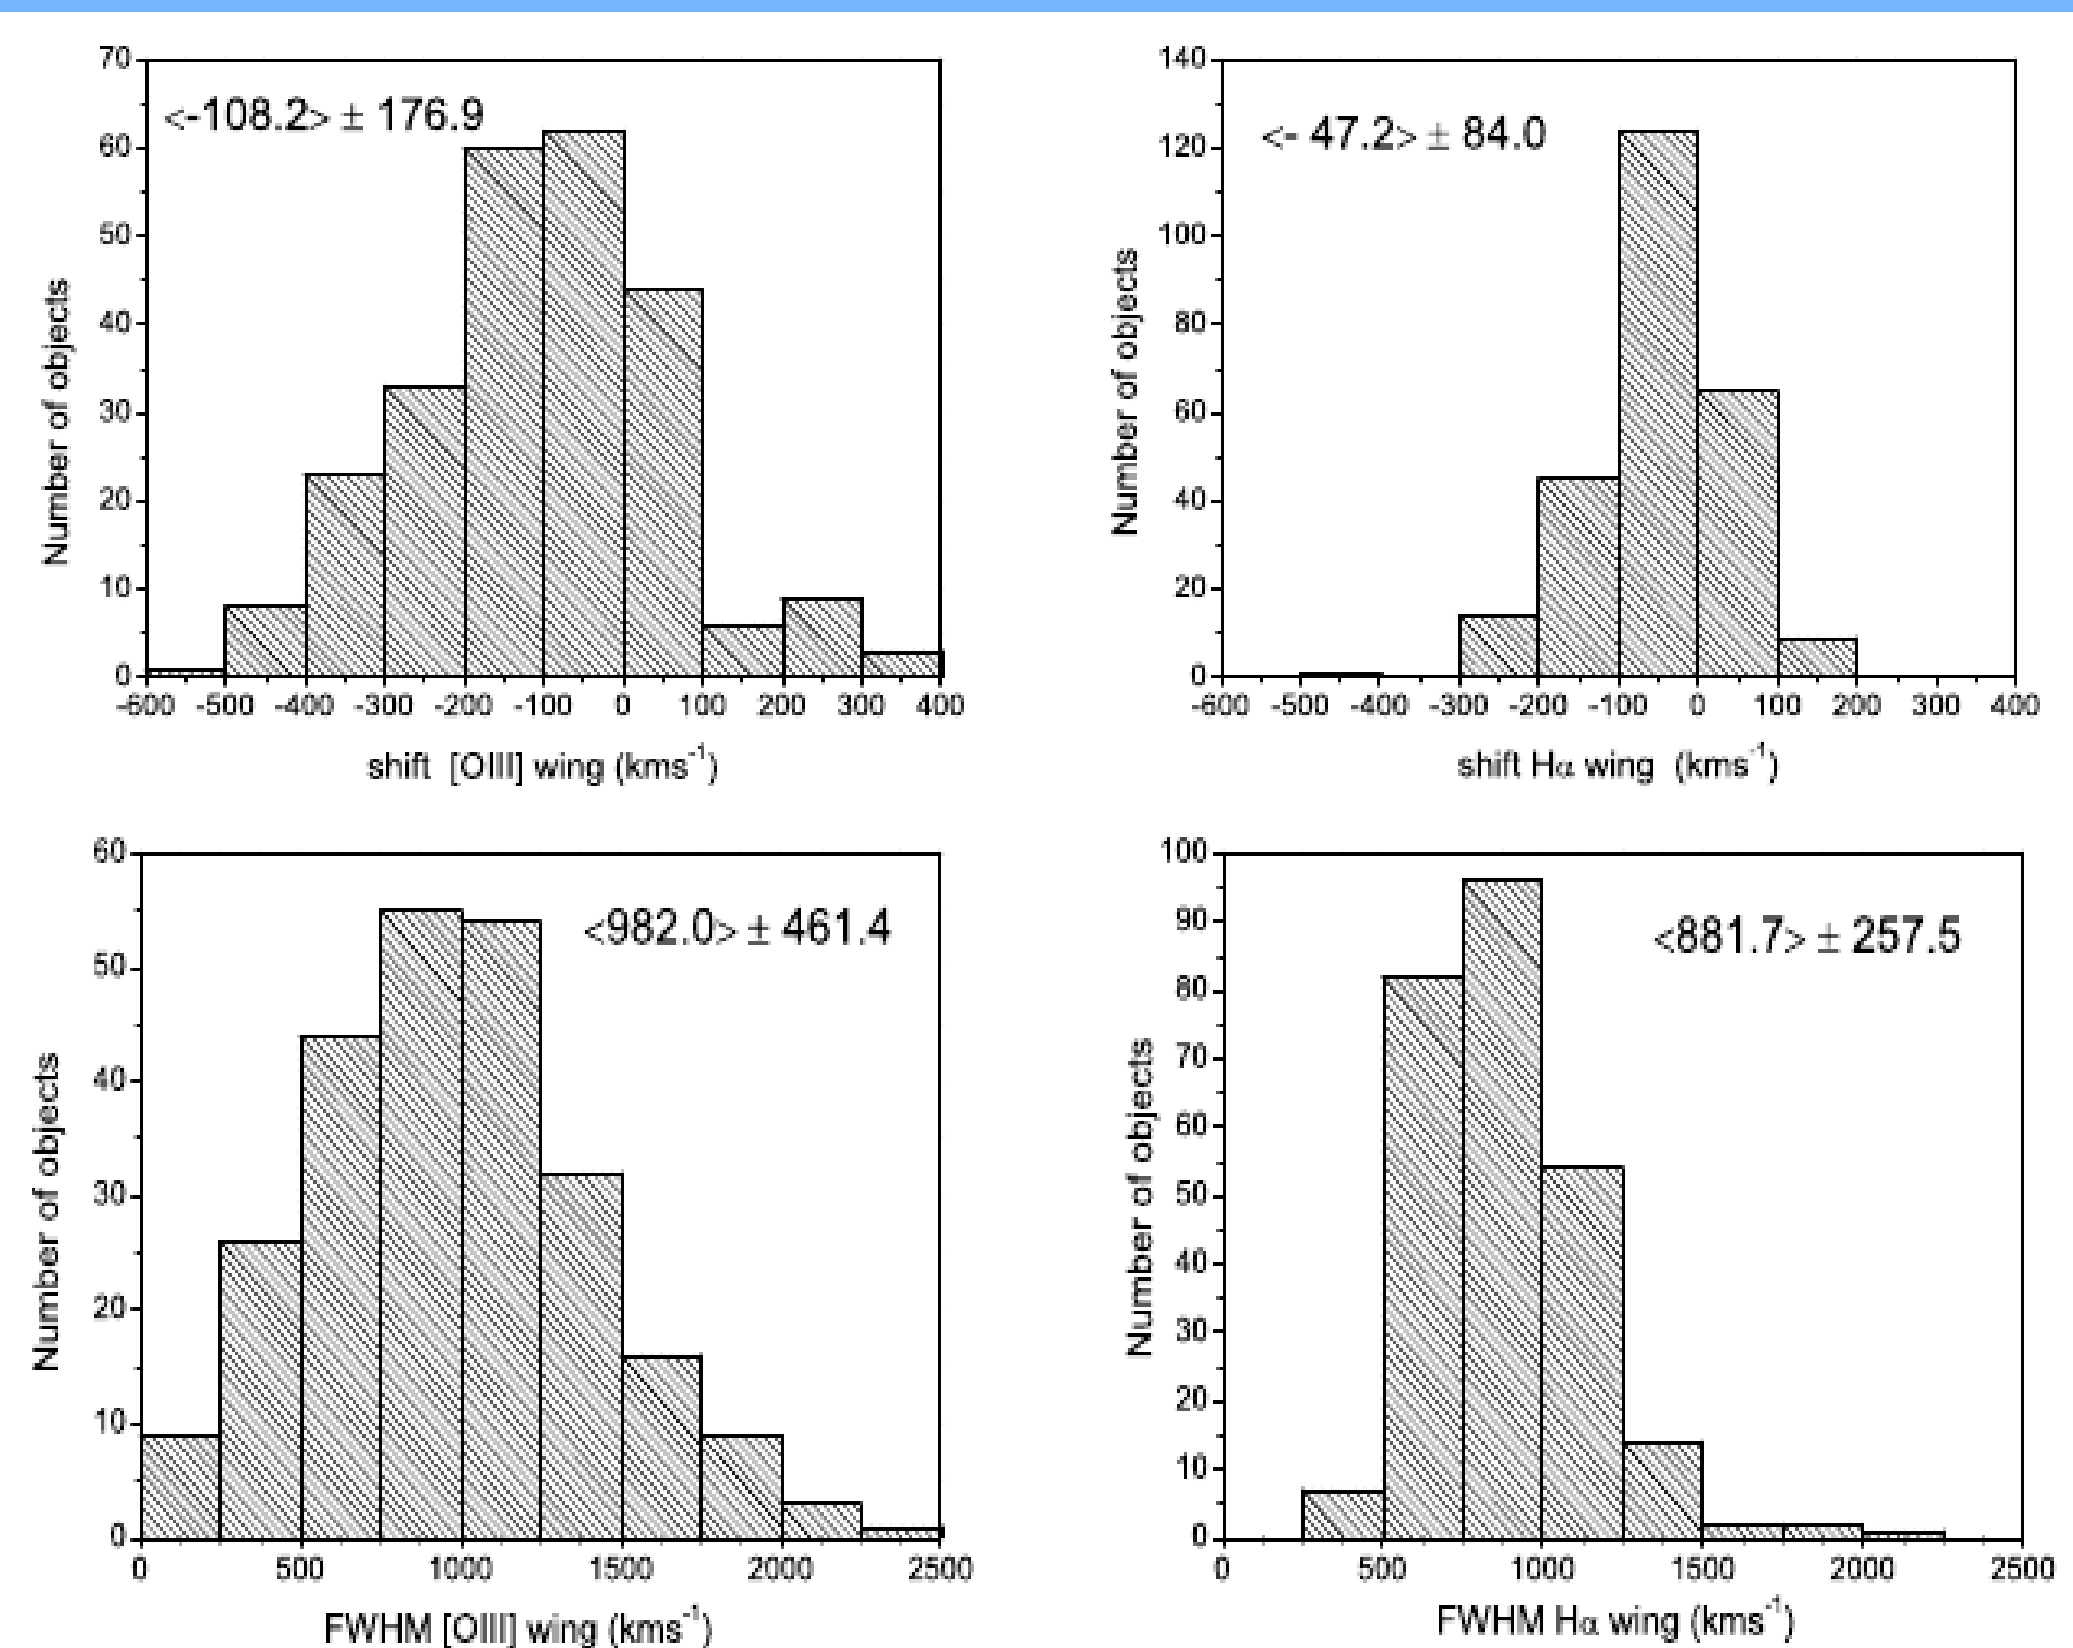 70
60
50
40
30
20
10
0
<-108.2> ± 176.9
Number of objects
-600 -500 -400 -300 -200 -100 0 100 200 300 400
shift [OIII] wing (kms⁻¹)
140
120
100
80
60
40
20
0
<- 47.2> ± 84.0
Number of objects
-600 -500 -400 -300 -200 -100 0 100 200 300 400
shift Hα wing (kms⁻¹)
60
50
40
30
20
10
0
<982.0> ± 461.4
Number of objects
0 500 1000 1500 2000 2500
FWHM [OIII] wing (kms⁻¹)
100
90
80
70
60
50
40
30
20
10
0
<881.7> ± 257.5
Number of objects
0 500 1000 1500 2000 2500
FWHM Hα wing (kms⁻¹)